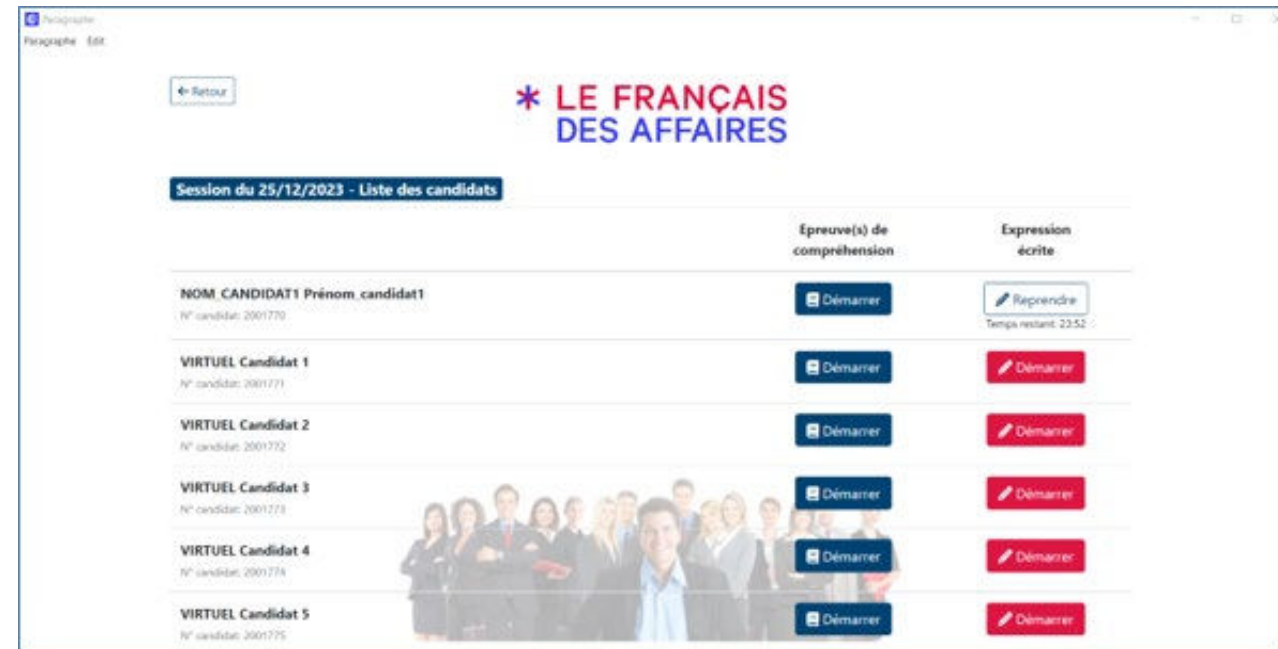 Paragraphe
Paragraphe Edit
← Retour
* LE FRANÇAIS
DES AFFAIRES
Session du 25/12/2023 - Liste des candidats
Epreuve(s) de
compréhension
Expression
écrite
NOM_CANDIDAT1 Prénom_candidat1
N° candidat: 2001770
Démarrer
Reprendre
Temps restant: 23:52
VIRTUEL Candidat 1
N° candidat: 2001771
Démarrer
Démarrer
VIRTUEL Candidat 2
N° candidat: 2001772
Démarrer
Démarrer
VIRTUEL Candidat 3
N° candidat: 2001773
Démarrer
Démarrer
VIRTUEL Candidat 4
N° candidat: 2001774
Démarrer
Démarrer
VIRTUEL Candidat 5
N° candidat: 2001775
Démarrer
Démarrer